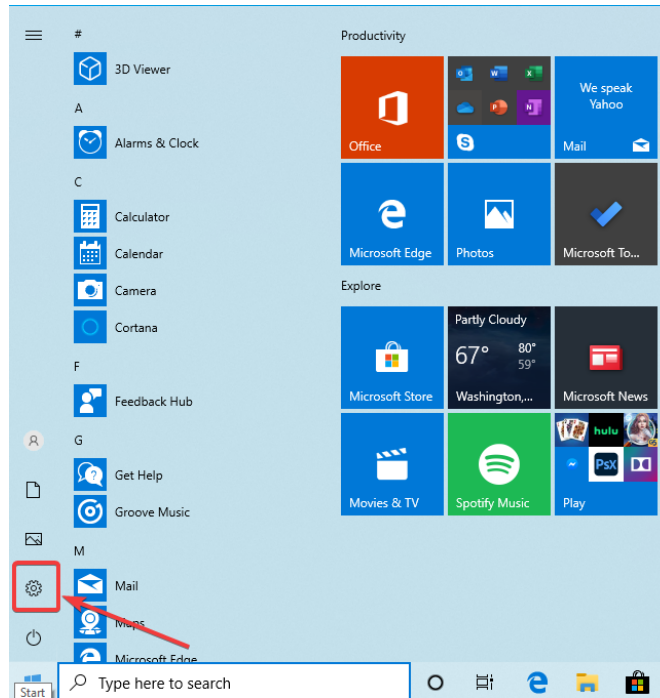 #
3D Viewer
A
Alarms & Clock
C
Calculator
Calendar
Camera
Cortana
F
Feedback Hub
G
Get Help
Groove Music
M
Mail
Maps
Microsoft Edge
Productivity
Office
We speak
Yahoo
Mail
Microsoft Edge
Photos
Microsoft To...
Explore
Microsoft Store
Partly Cloudy
67° 80°
59°
Washington,...
Microsoft News
Movies & TV
Spotify Music
hulu
PsX
Play
Start
Type here to search